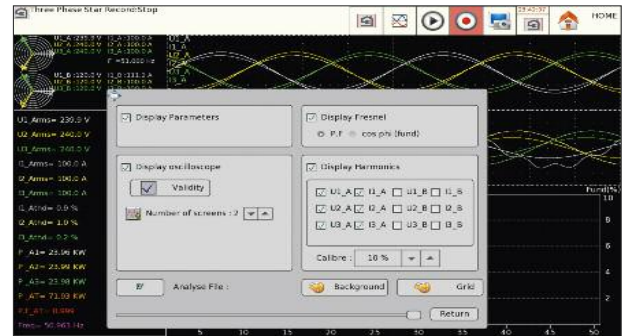 Three Phase Star Record:Stop
HOME
U1_A
I1_A
Display Parameters
Display Fresnel
P.F cos phi (fund)
Display oscilloscope
Validity
Number of screens :2
Display Harmonics
U1_A I1_A U1_B I1_B
U2_A I2_A U2_B I2_B
U3_A I3_A U3_B I3_B
Calibre : 10 %
Analyse File :
Background
Grid
Return
U1_Arms= 239.9 V
U2_Arms= 240.0 V
U3_Arms= 240.0 V
I1_Arms= 100.0 A
I2_Arms= 100.0 A
I3_Arms= 100.0 A
I1_Athd= 0.9 %
I2_Athd= 1.0 %
I3_Athd= 0.2 %
P_A1= 23.96 KW
P_A2= 23.99 KW
P_A3= 23.98 KW
P_AT= 71.93 KW
Freq= 50.963 Hz
Fund(%)
10
8
6
4
2
5 10 15 20 25 30 35 40 45 50